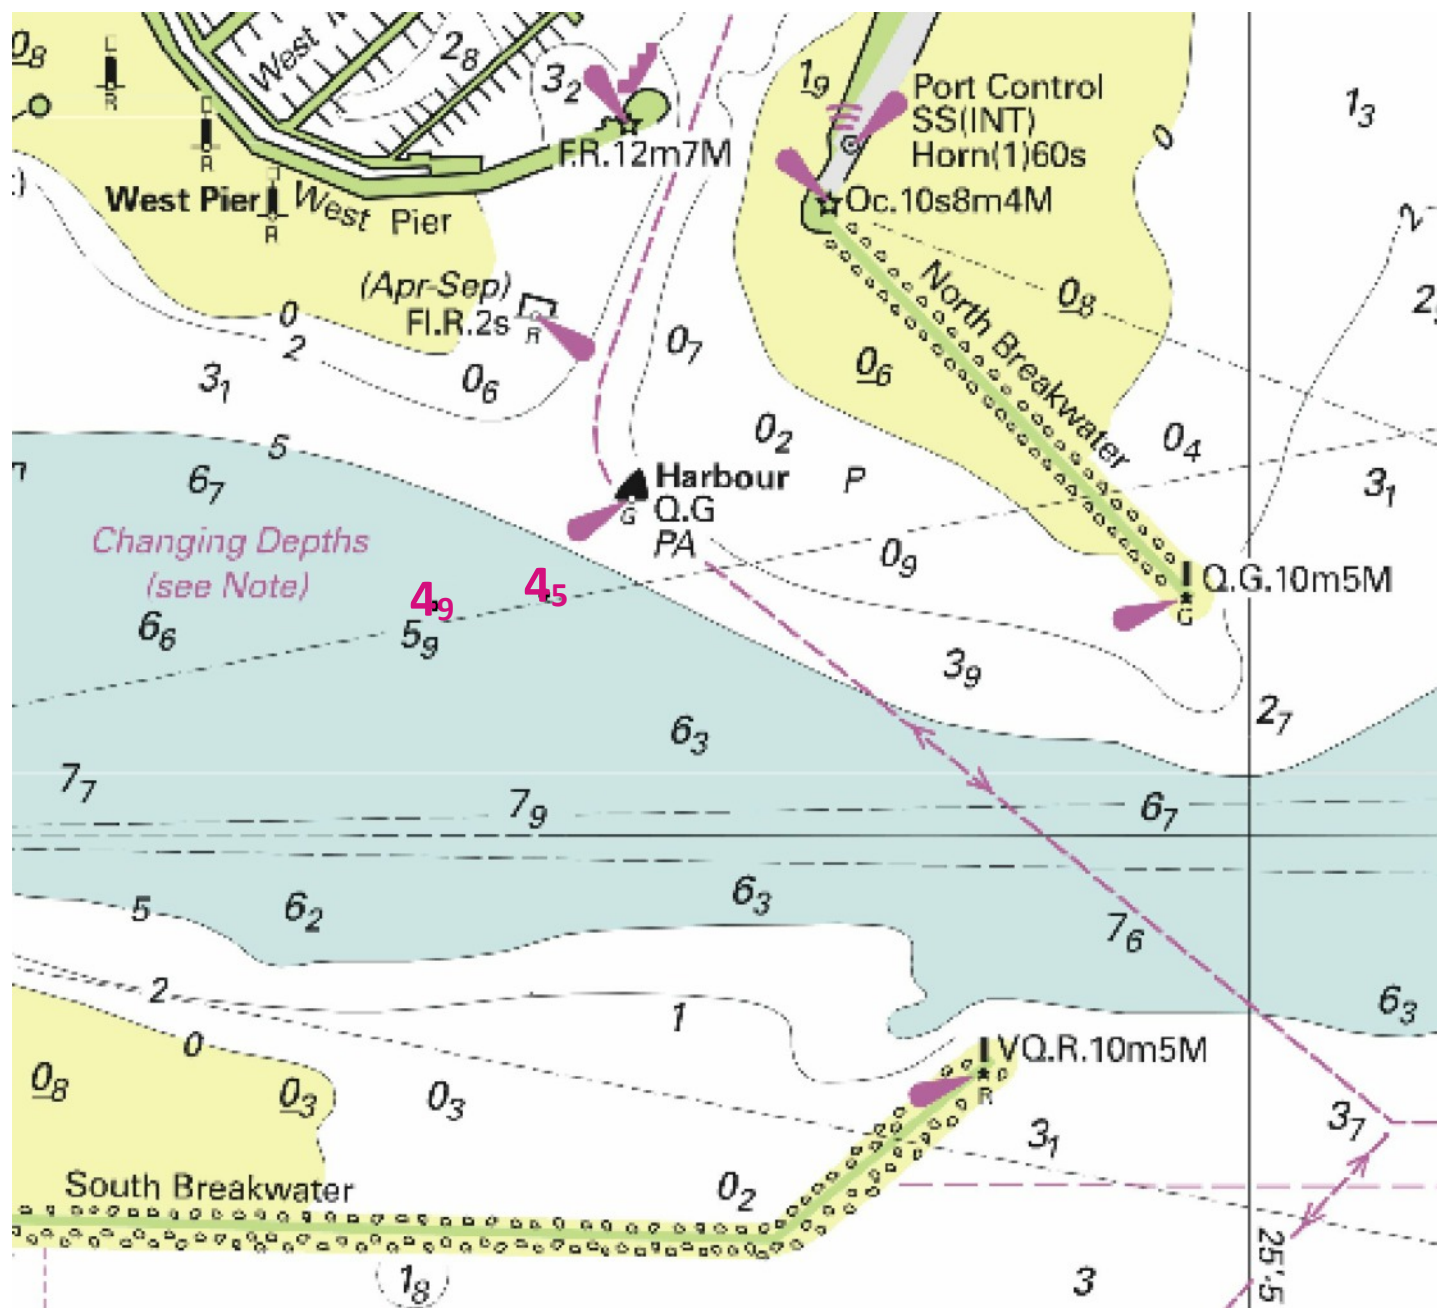 0₈
West
2₈
3₂
1₉
Port Control
SS(INT)
Horn(1)60s
1₃
0
R
R
R
F.R.12m7M
West Pier
West Pier
Oc.10s8m4M
2
(Apr-Sep)
Fl.R.2s
R
North Breakwater
0₈
0
2
0₇
0₆
3₁
0₆
0₂
0₄
5
6₇
Harbour
Q.G
PA
G
P
3₁
Changing Depths
(see Note)
4₉
4₅
0₉
Q.G.10m5M
G
6₆
5₉
3₉
2₇
6₃
7₇
7₉
6₇
5
6₂
6₃
7₆
2
1
6₃
0
VQ.R.10m5M
R
0₈
0₃
0₃
3₁
3₇
South Breakwater
0₂
1₈
3
25'·5